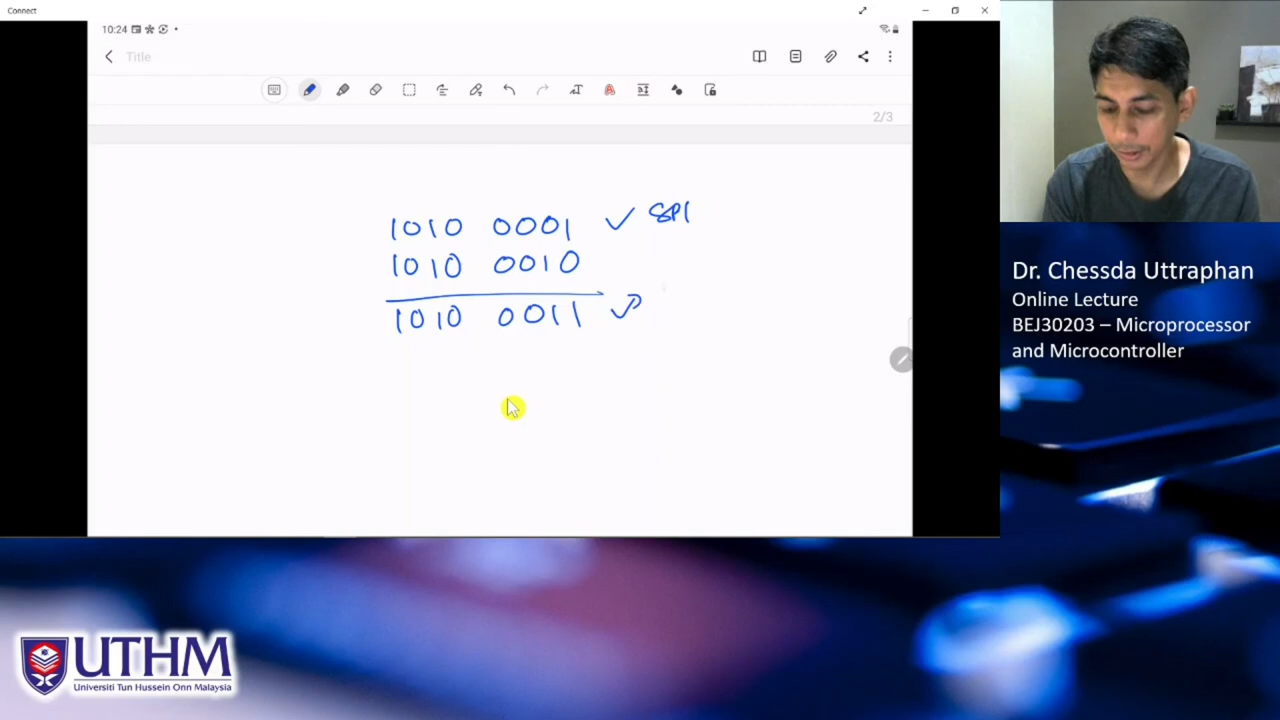 Connect
10:24
Title
2/3
1010 0001 ✓ SP1
1010 0010
1010 0011 ✓
Dr. Chessda Uttraphan
Online Lecture
BEJ30203 – Microprocessor
and Microcontroller
UTHM
Universiti Tun Hussein Onn Malaysia